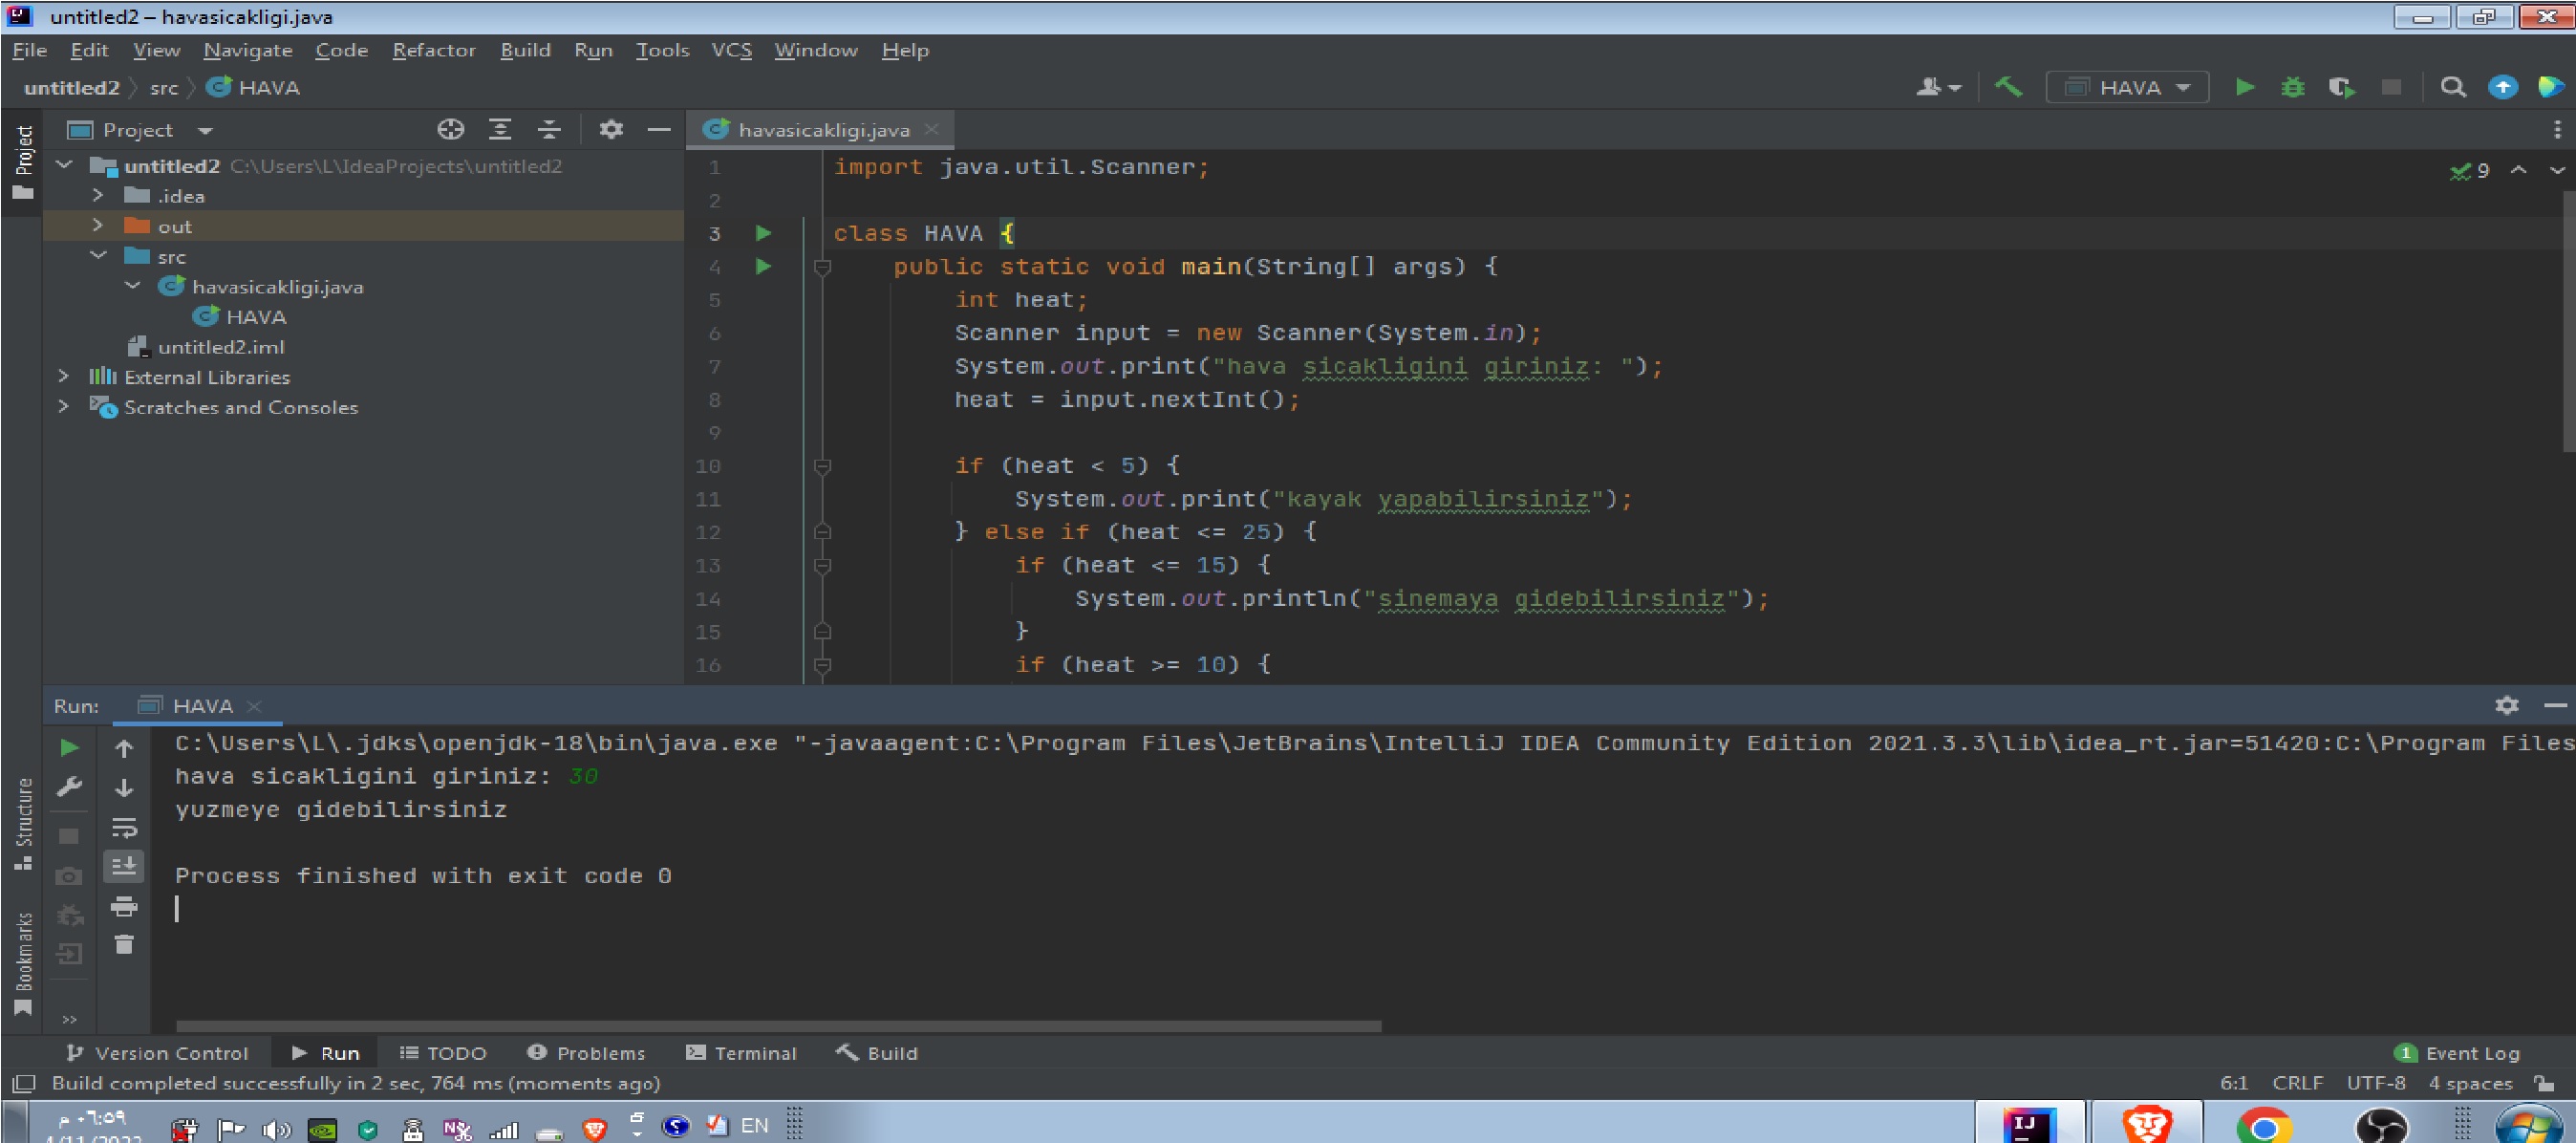 untitled2 – havasicakligi.java
File Edit View Navigate Code Refactor Build Run Tools VCS Window Help
untitled2 src HAVA
HAVA
Project
Project
havasicakligi.java
untitled2 C:\Users\L\IdeaProjects\untitled2
.idea
out
src
havasicakligi.java
HAVA
untitled2.iml
External Libraries
Scratches and Consoles
9
1 import java.util.Scanner;
2
3 class HAVA {
4 public static void main(String[] args) {
5 int heat;
6 Scanner input = new Scanner(System.in);
7 System.out.print("hava sicakligini giriniz: ");
8 heat = input.nextInt();
9
10 if (heat < 5) {
11 System.out.print("kayak yapabilirsiniz");
12 } else if (heat <= 25) {
13 if (heat <= 15) {
14 System.out.println("sinemaya gidebilirsiniz");
15 }
16 if (heat >= 10) {
Run: HAVA
C:\Users\L\.jdks\openjdk-18\bin\java.exe "-javaagent:C:\Program Files\JetBrains\IntelliJ IDEA Community Edition 2021.3.3\lib\idea_rt.jar=51420:C:\Program Files
hava sicakligini giriniz: 30
yuzmeye gidebilirsiniz
Process finished with exit code 0
Structure
Bookmarks
Version Control Run TODO Problems Terminal Build
1 Event Log
Build completed successfully in 2 sec, 764 ms (moments ago)
6:1 CRLF UTF-8 4 spaces
٠٦:٥٩ م
EN
IJ